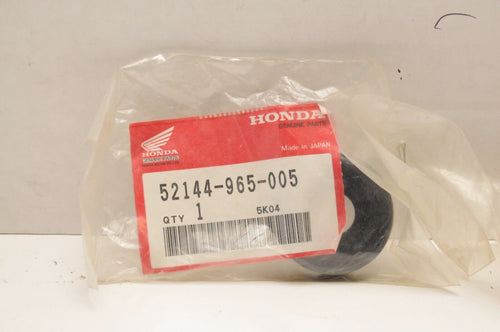 HONDA
GENUINE PARTS
Made in JAPAN
HONDA
52144-965-005
QTY 1
5K04